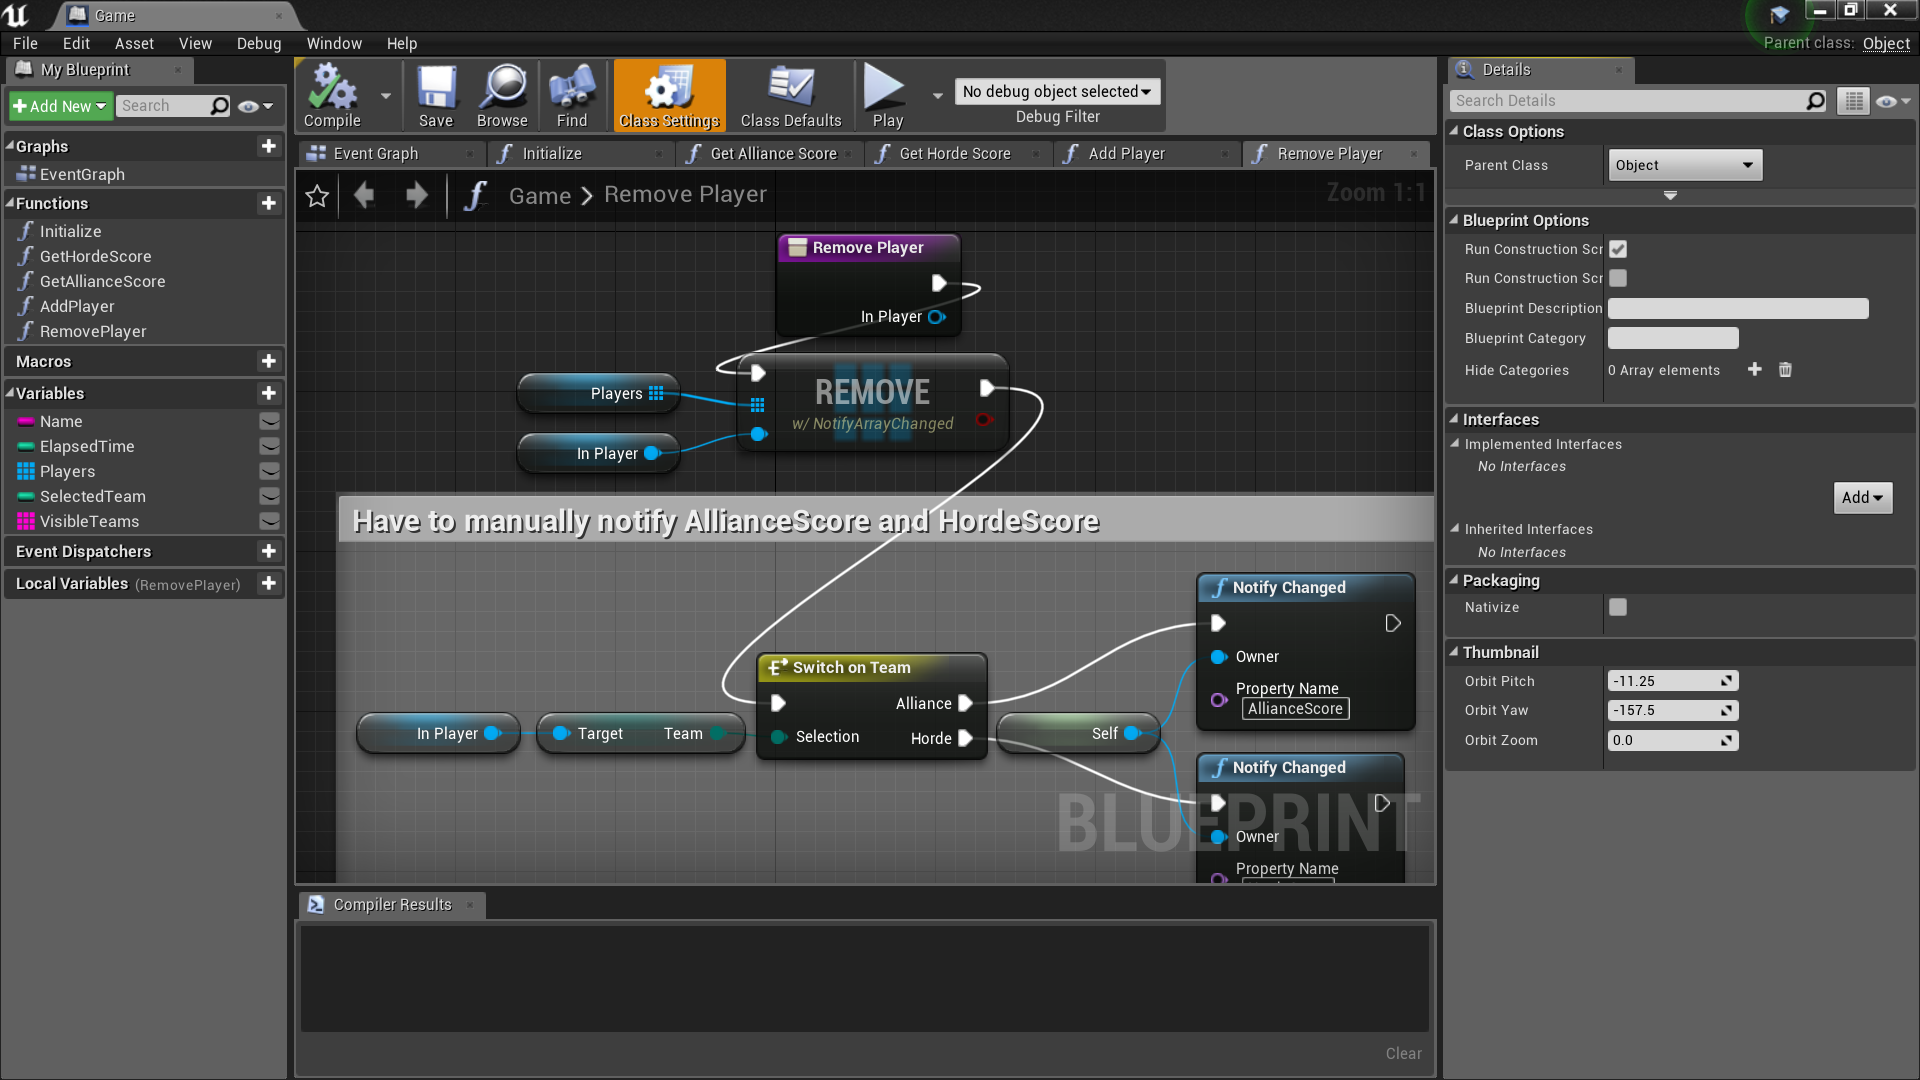 Game
File Edit Asset View Debug Window Help
Parent class: Object
My Blueprint
Add New
Search
Graphs
EventGraph
Functions
Initialize
GetHordeScore
GetAllianceScore
AddPlayer
RemovePlayer
Macros
Variables
Name
ElapsedTime
Players
SelectedTeam
VisibleTeams
Event Dispatchers
Local Variables (RemovePlayer)
Compile
Save
Browse
Find
Class Settings
Class Defaults
Play
No debug object selected
Debug Filter
Event Graph
Initialize
Get Alliance Score
Get Horde Score
Add Player
Remove Player
Game > Remove Player
Zoom 1:1
Remove Player
In Player
Players
In Player
REMOVE
w/ NotifyArrayChanged
Have to manually notify AllianceScore and HordeScore
In Player
Target Team
Switch on Team
Alliance
Selection
Horde
Self
Notify Changed
Owner
Property Name
AllianceScore
Notify Changed
Owner
Property Name
BLUEPRINT
Compiler Results
Clear
Details
Search Details
Class Options
Parent Class Object
Blueprint Options
Run Construction Scr
Run Construction Scr
Blueprint Description
Blueprint Category
Hide Categories 0 Array elements
Interfaces
Implemented Interfaces
No Interfaces
Add
Inherited Interfaces
No Interfaces
Packaging
Nativize
Thumbnail
Orbit Pitch -11.25
Orbit Yaw -157.5
Orbit Zoom 0.0